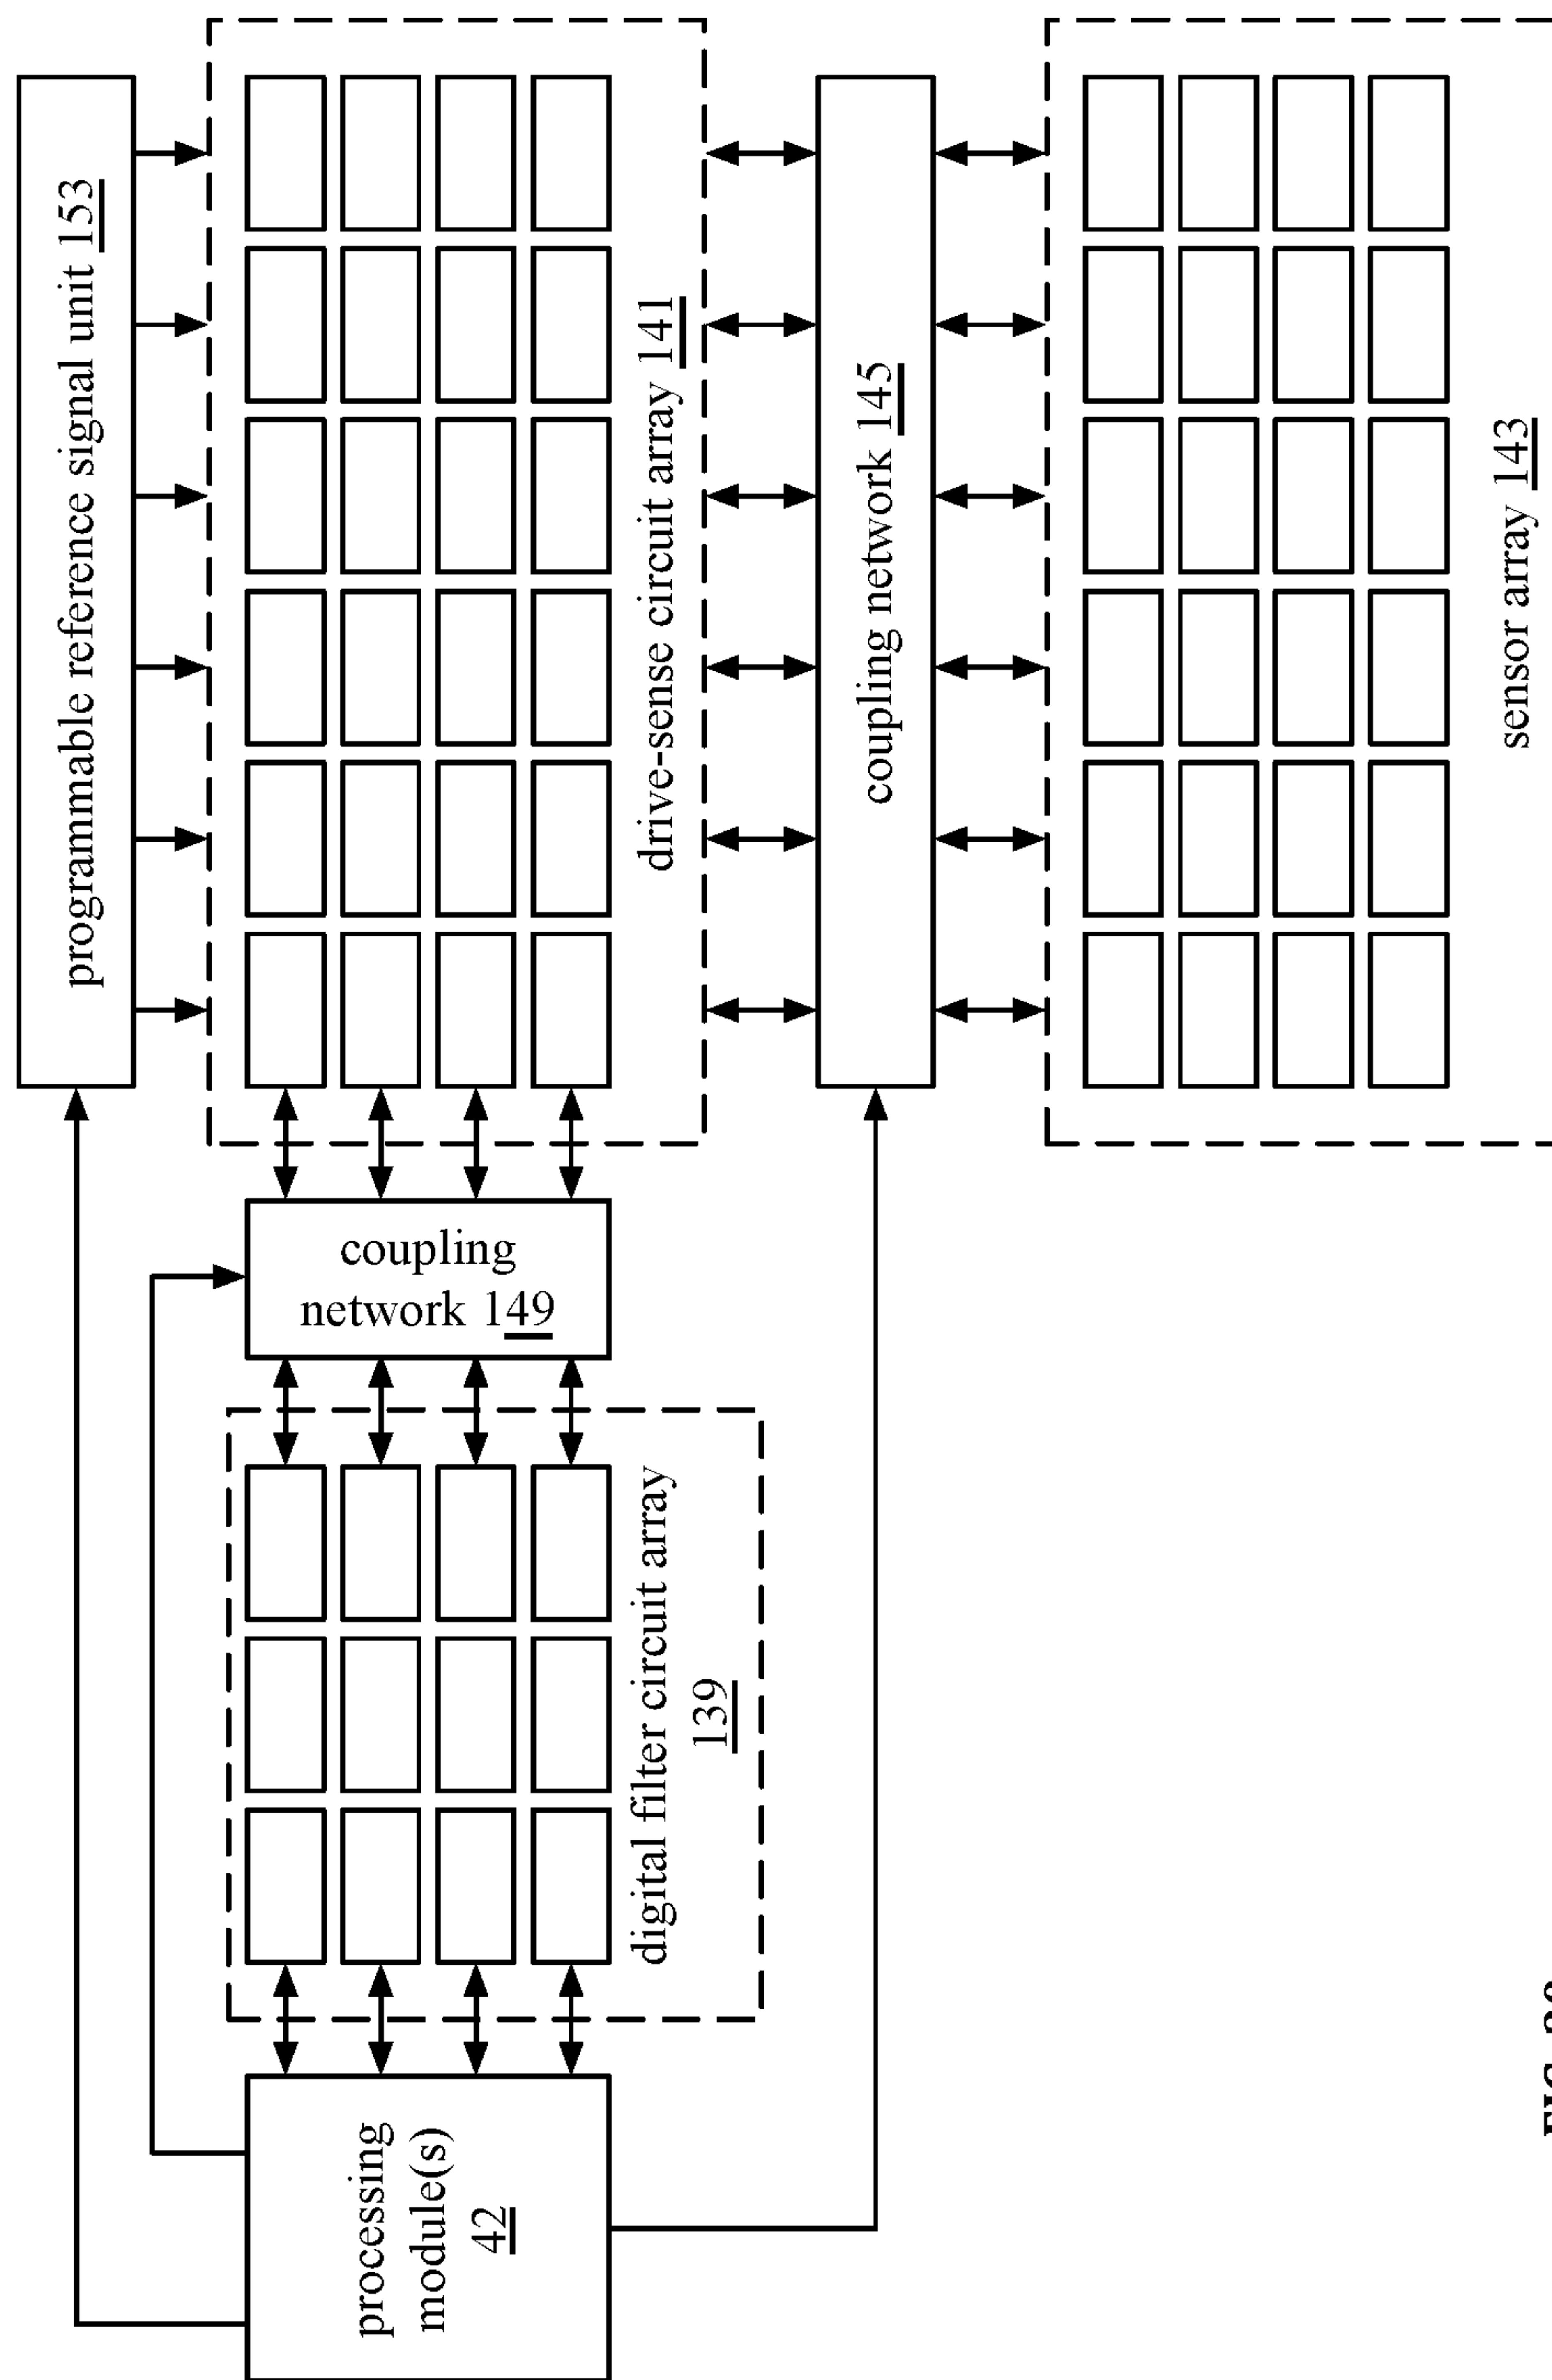 programmable reference signal unit 153
drive-sense circuit array 141
coupling network 145
sensor array 143
coupling
network 149
digital filter circuit array
139
processing
module(s)
42